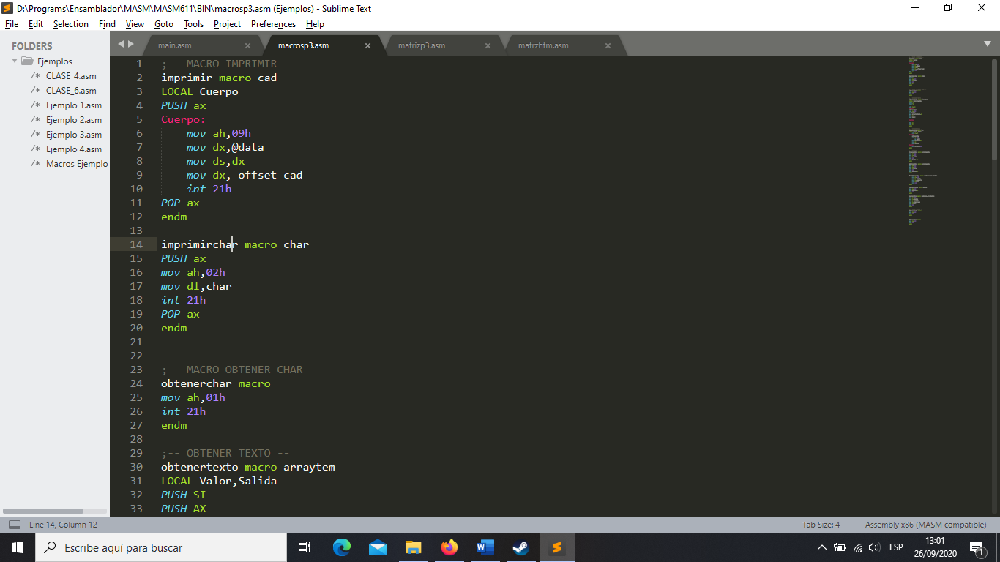 D:\Programs\Ensamblador\MASM\MASM611\BIN\macrosp3.asm (Ejemplos) - Sublime Text
File Edit Selection Find View Goto Tools Project Preferences Help
FOLDERS
Ejemplos
/* CLASE_4.asm
/* CLASE_6.asm
/* Ejemplo 1.asm
/* Ejemplo 2.asm
/* Ejemplo 3.asm
/* Ejemplo 4.asm
/* Macros Ejemplo
main.asm macrosp3.asm matrizp3.asm matrzhtm.asm
1 ;-- MACRO IMPRIMIR --
2 imprimir macro cad
3 LOCAL Cuerpo
4 PUSH ax
5 Cuerpo:
6 mov ah,09h
7 mov dx,@data
8 mov ds,dx
9 mov dx, offset cad
10 int 21h
11 POP ax
12 endm
13
14 imprimirchar macro char
15 PUSH ax
16 mov ah,02h
17 mov dl,char
18 int 21h
19 POP ax
20 endm
21
22
23 ;-- MACRO OBTENER CHAR --
24 obtenerchar macro
25 mov ah,01h
26 int 21h
27 endm
28
29 ;-- OBTENER TEXTO --
30 obtenertexto macro arraytem
31 LOCAL Valor,Salida
32 PUSH SI
33 PUSH AX
Line 14, Column 12 Tab Size: 4 Assembly x86 (MASM compatible)
Escribe aquí para buscar
ESP
13:01
26/09/2020
1